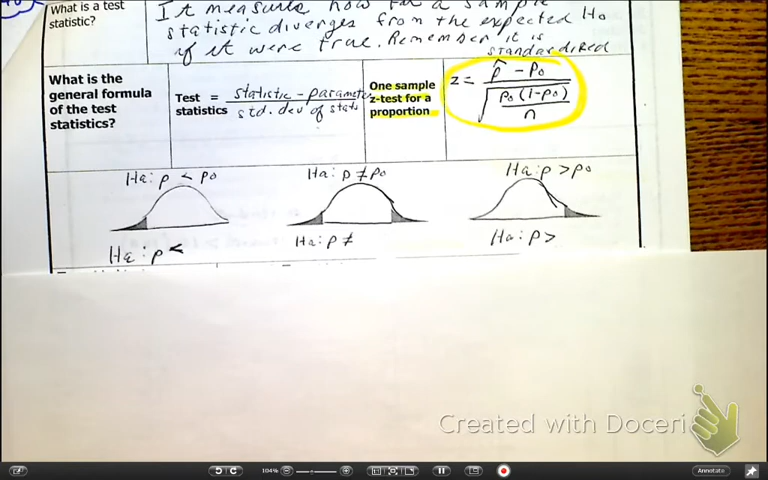 What is a test
statistic?
It measures how far a sample
statistic diverges from the expected Ho
if it were true. Remember it is
standardized
What is the
general formula
of the test
statistics?
Test statistics = statistic - parameter / std. dev of stats
One sample
z-test for a
proportion
z = p̂ - p₀ / √ p₀(1-p₀) / n
Ha: p < p₀
Ha: p ≠ p₀
Ha: p > p₀
Ha: p <
Ha: p ≠
Ha: p >
Created with Doceri
104%
Annotate